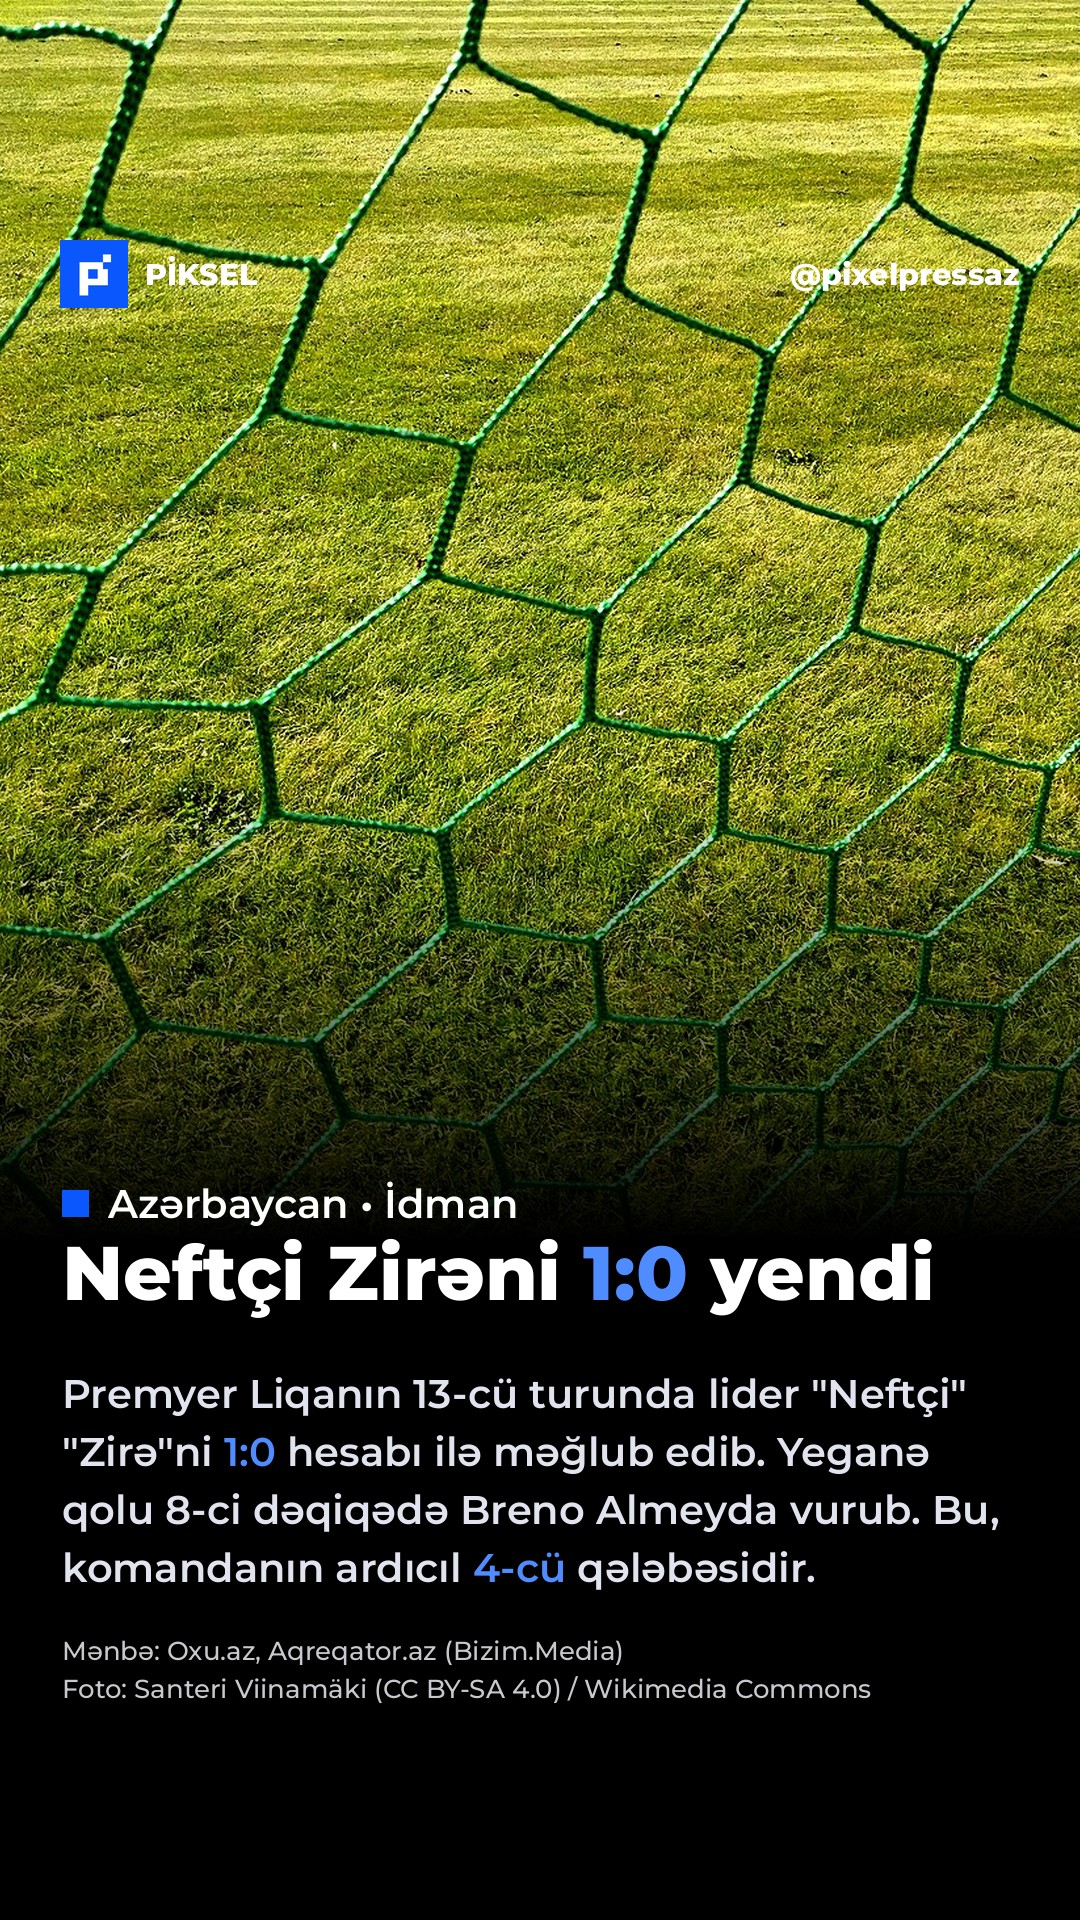 PİKSEL
@pixelpressaz
Azərbaycan • İdman
Neftçi Zirəni 1:0 yendi
Premyer Liqanın 13-cü turunda lider "Neftçi"
"Zirə"ni 1:0 hesabı ilə məğlub edib. Yeganə
qolu 8-ci dəqiqədə Breno Almeyda vurub. Bu,
komandanın ardıcıl 4-cü qələbəsidir.
Mənbə: Oxu.az, Aqreqator.az (Bizim.Media)
Foto: Santeri Viinamäki (CC BY-SA 4.0) / Wikimedia Commons